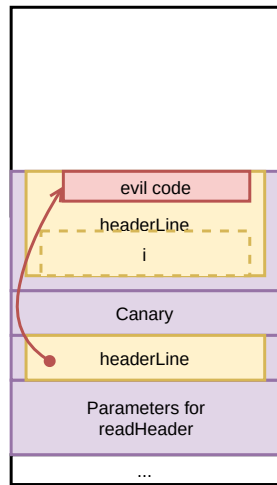 evil code
headerLine
i
Canary
headerLine
Parameters for
readHeader
...